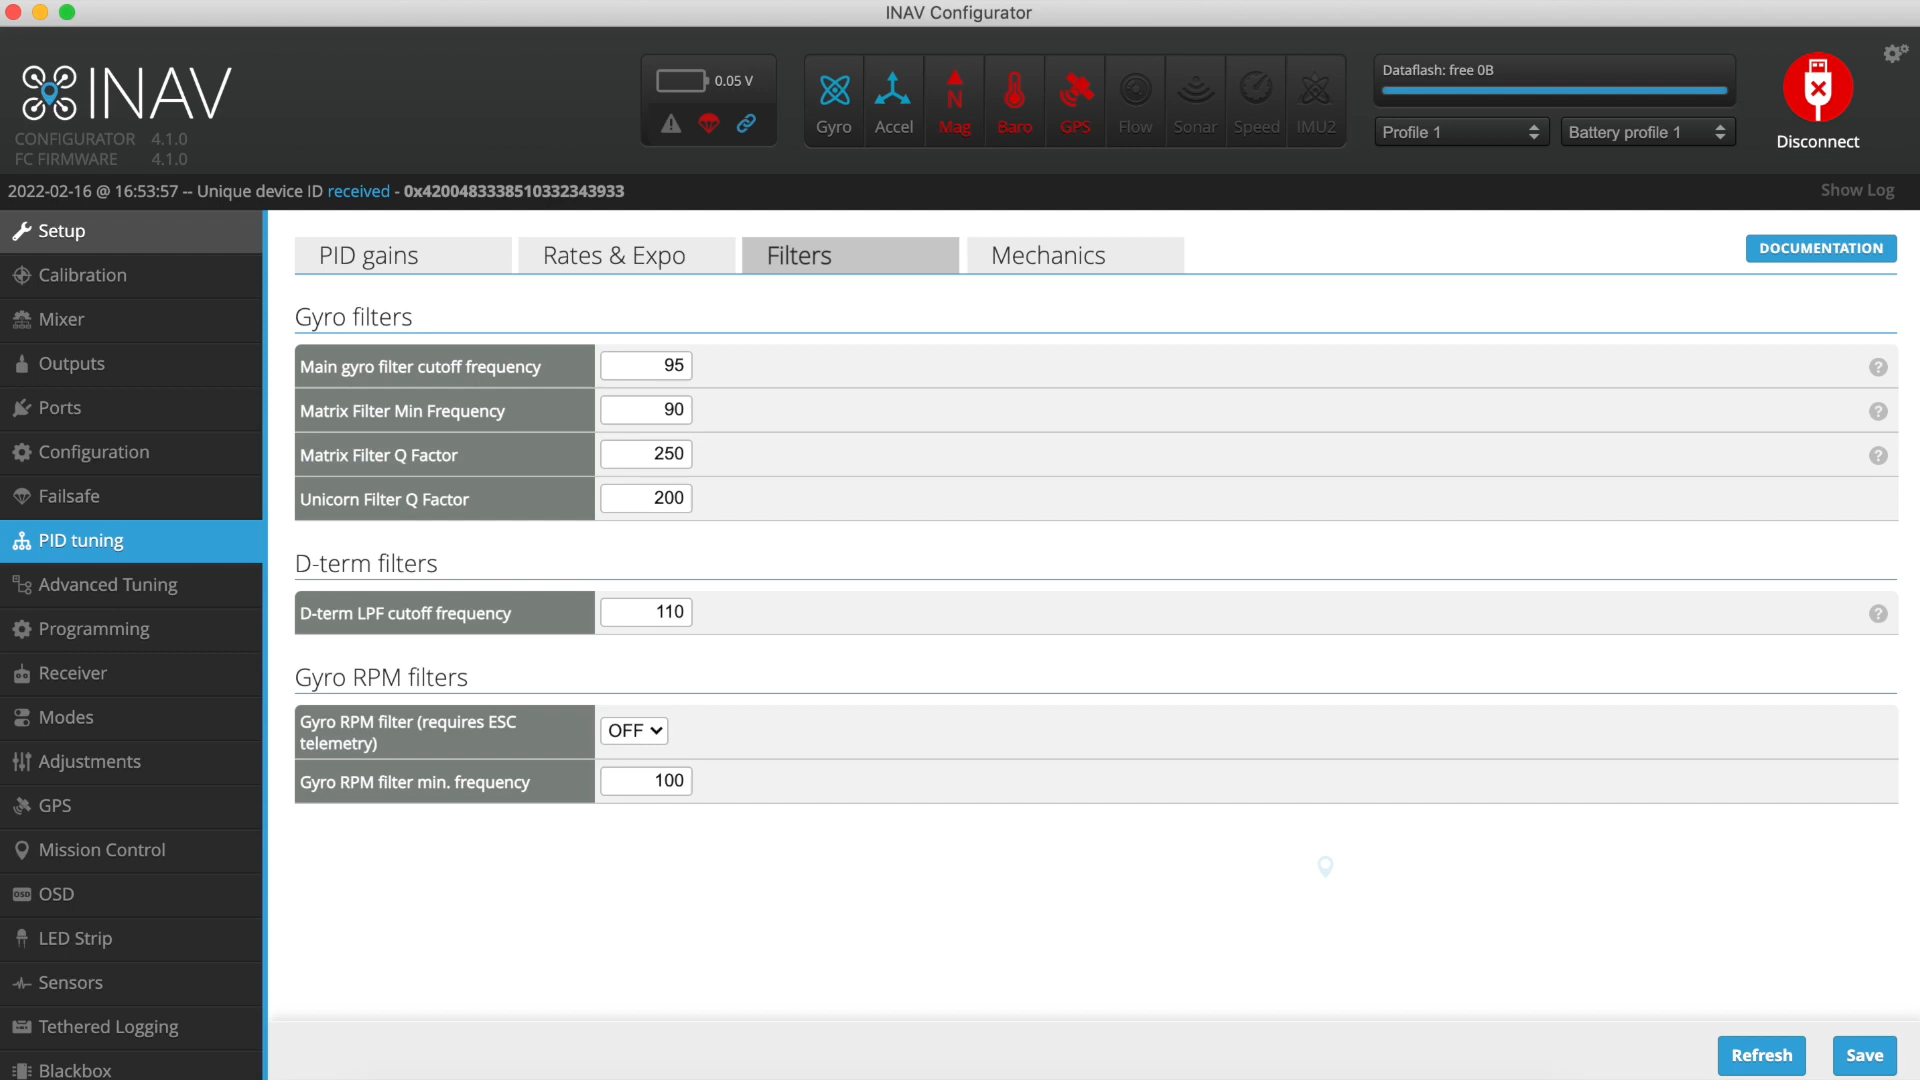 INAV Configurator
INAV
CONFIGURATOR 4.1.0
FC FIRMWARE 4.1.0
0.05 V
Gyro
Accel
Mag
Baro
GPS
Flow
Sonar
Speed
IMU2
Dataflash: free 0B
Profile 1
Battery profile 1
Disconnect
2022-02-16 @ 16:53:57 -- Unique device ID received - 0x4200483338510332343933
Show Log
Setup
Calibration
Mixer
Outputs
Ports
Configuration
Failsafe
PID tuning
Advanced Tuning
Programming
Receiver
Modes
Adjustments
GPS
Mission Control
OSD
LED Strip
Sensors
Tethered Logging
Blackbox
PID gains
Rates & Expo
Filters
Mechanics
DOCUMENTATION
Gyro filters
Main gyro filter cutoff frequency 95 ?
Matrix Filter Min Frequency 90 ?
Matrix Filter Q Factor 250 ?
Unicorn Filter Q Factor 200
D-term filters
D-term LPF cutoff frequency 110 ?
Gyro RPM filters
Gyro RPM filter (requires ESC
telemetry) OFF
Gyro RPM filter min. frequency 100
Refresh
Save